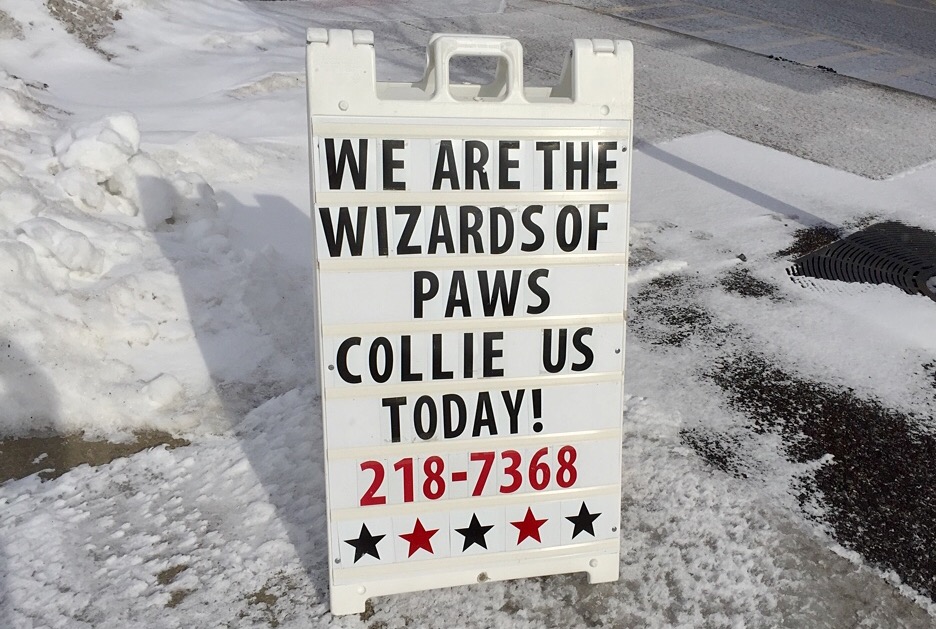 WE ARE THE
WIZARDS OF
PAWS
COLLIE US
TODAY!
218-7368